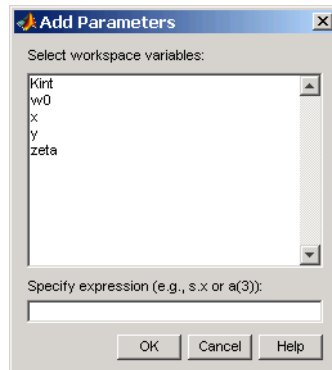 Add Parameters
Select workspace variables:
Kint
w0
x
y
zeta
Specify expression (e.g., s.x or a(3)):
OK Cancel Help